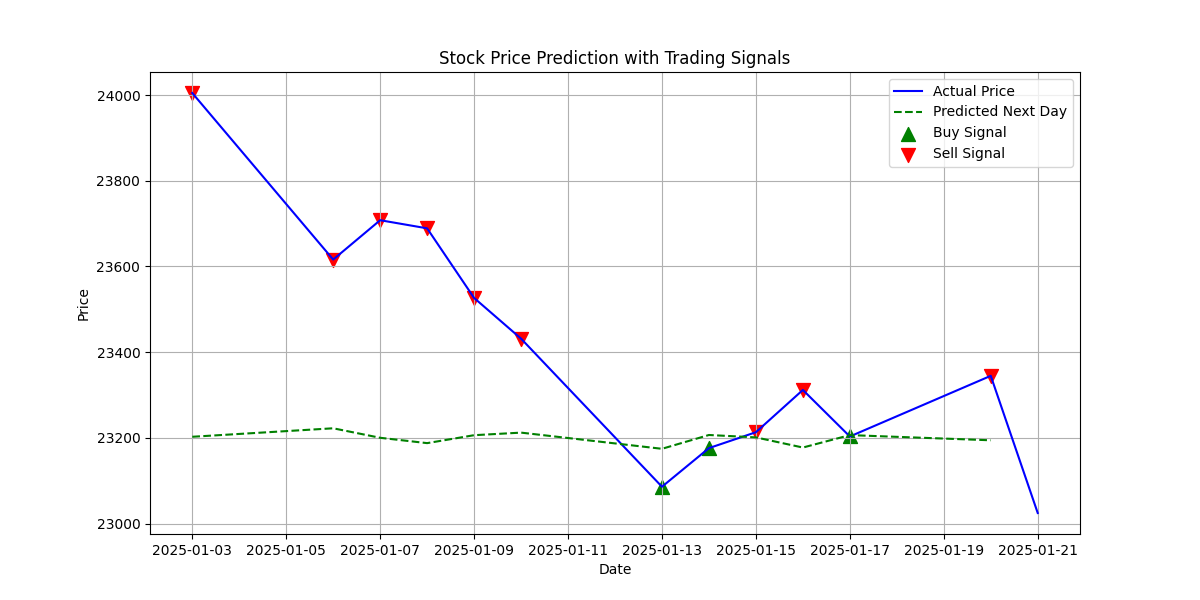 Stock Price Prediction with Trading Signals
Actual Price
Predicted Next Day
Buy Signal
Sell Signal
24000
23800
23600
23400
23200
23000
Price
2025-01-03 2025-01-05 2025-01-07 2025-01-09 2025-01-11 2025-01-13 2025-01-15 2025-01-17 2025-01-19 2025-01-21
Date